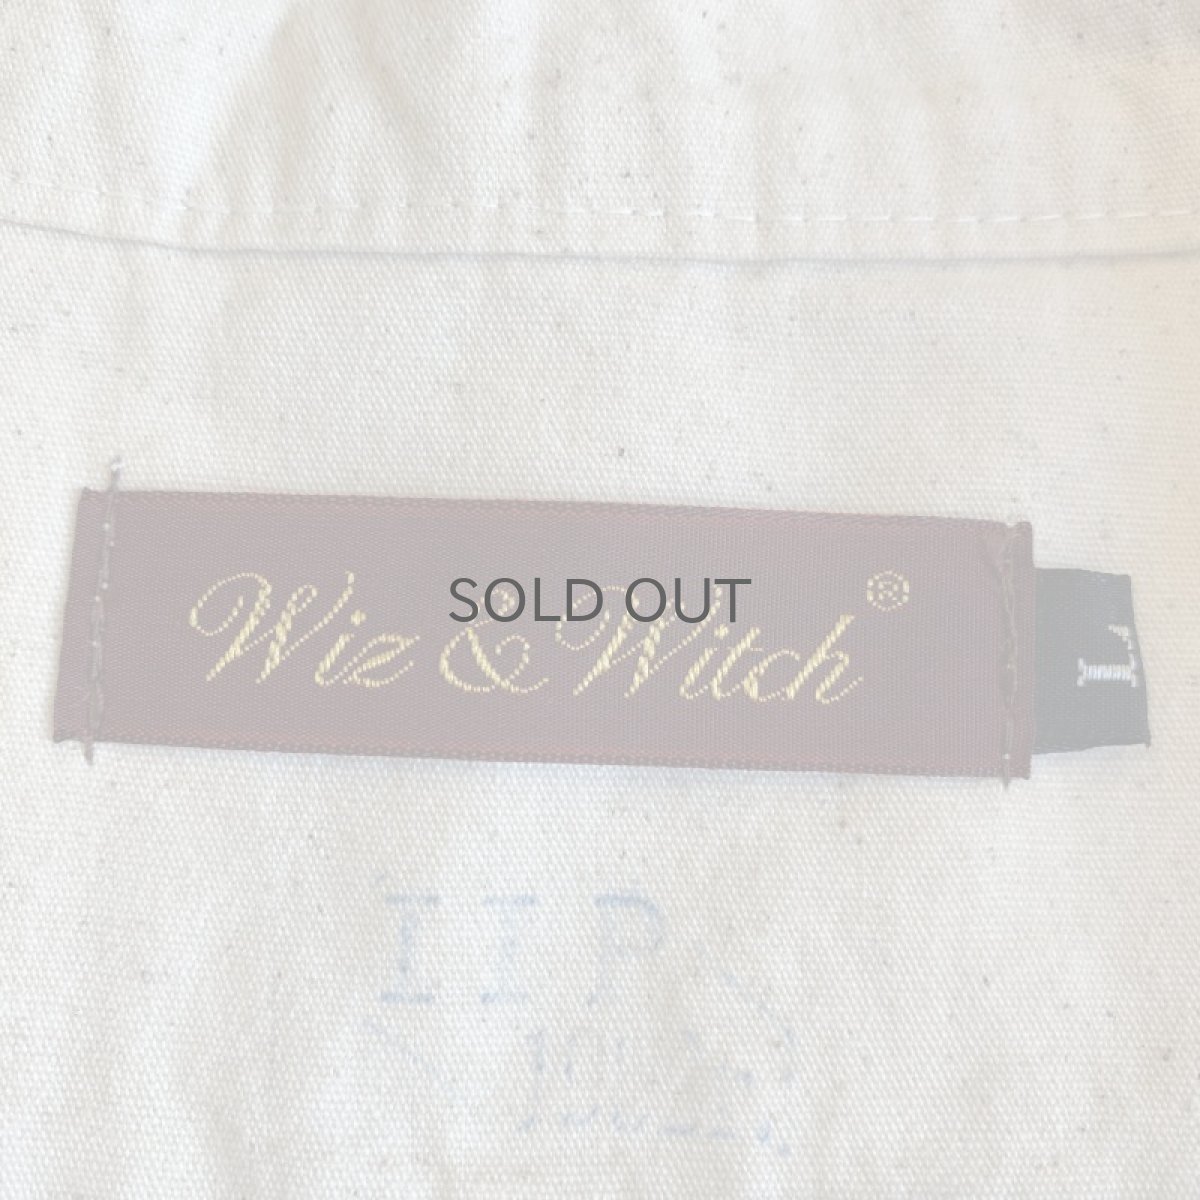 Wiz & Witch®
SOLD OUT
L